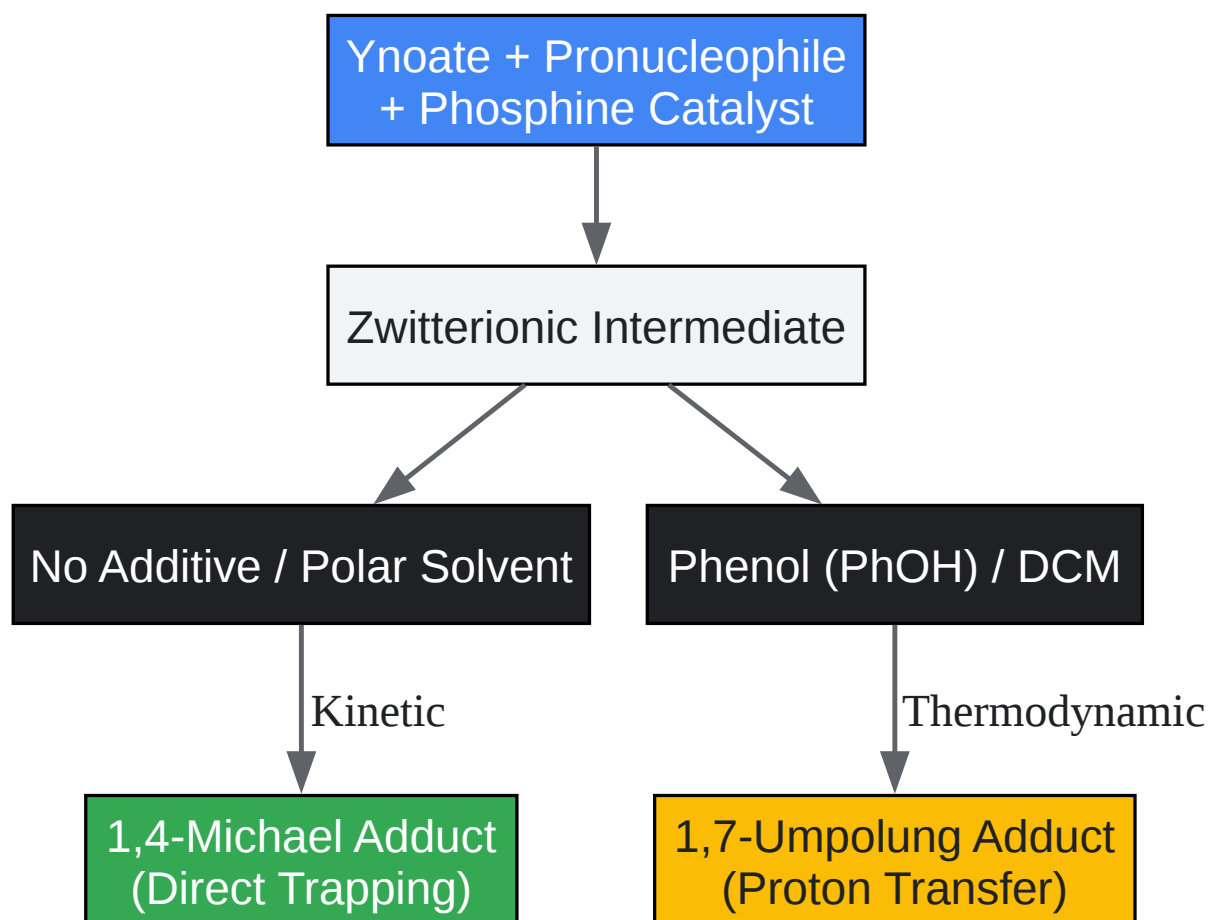 Ynoate + Pronucleophile
+ Phosphine Catalyst
Zwitterionic Intermediate
No Additive / Polar Solvent
Phenol (PhOH) / DCM
Kinetic
Thermodynamic
1,4-Michael Adduct
(Direct Trapping)
1,7-Umpolung Adduct
(Proton Transfer)